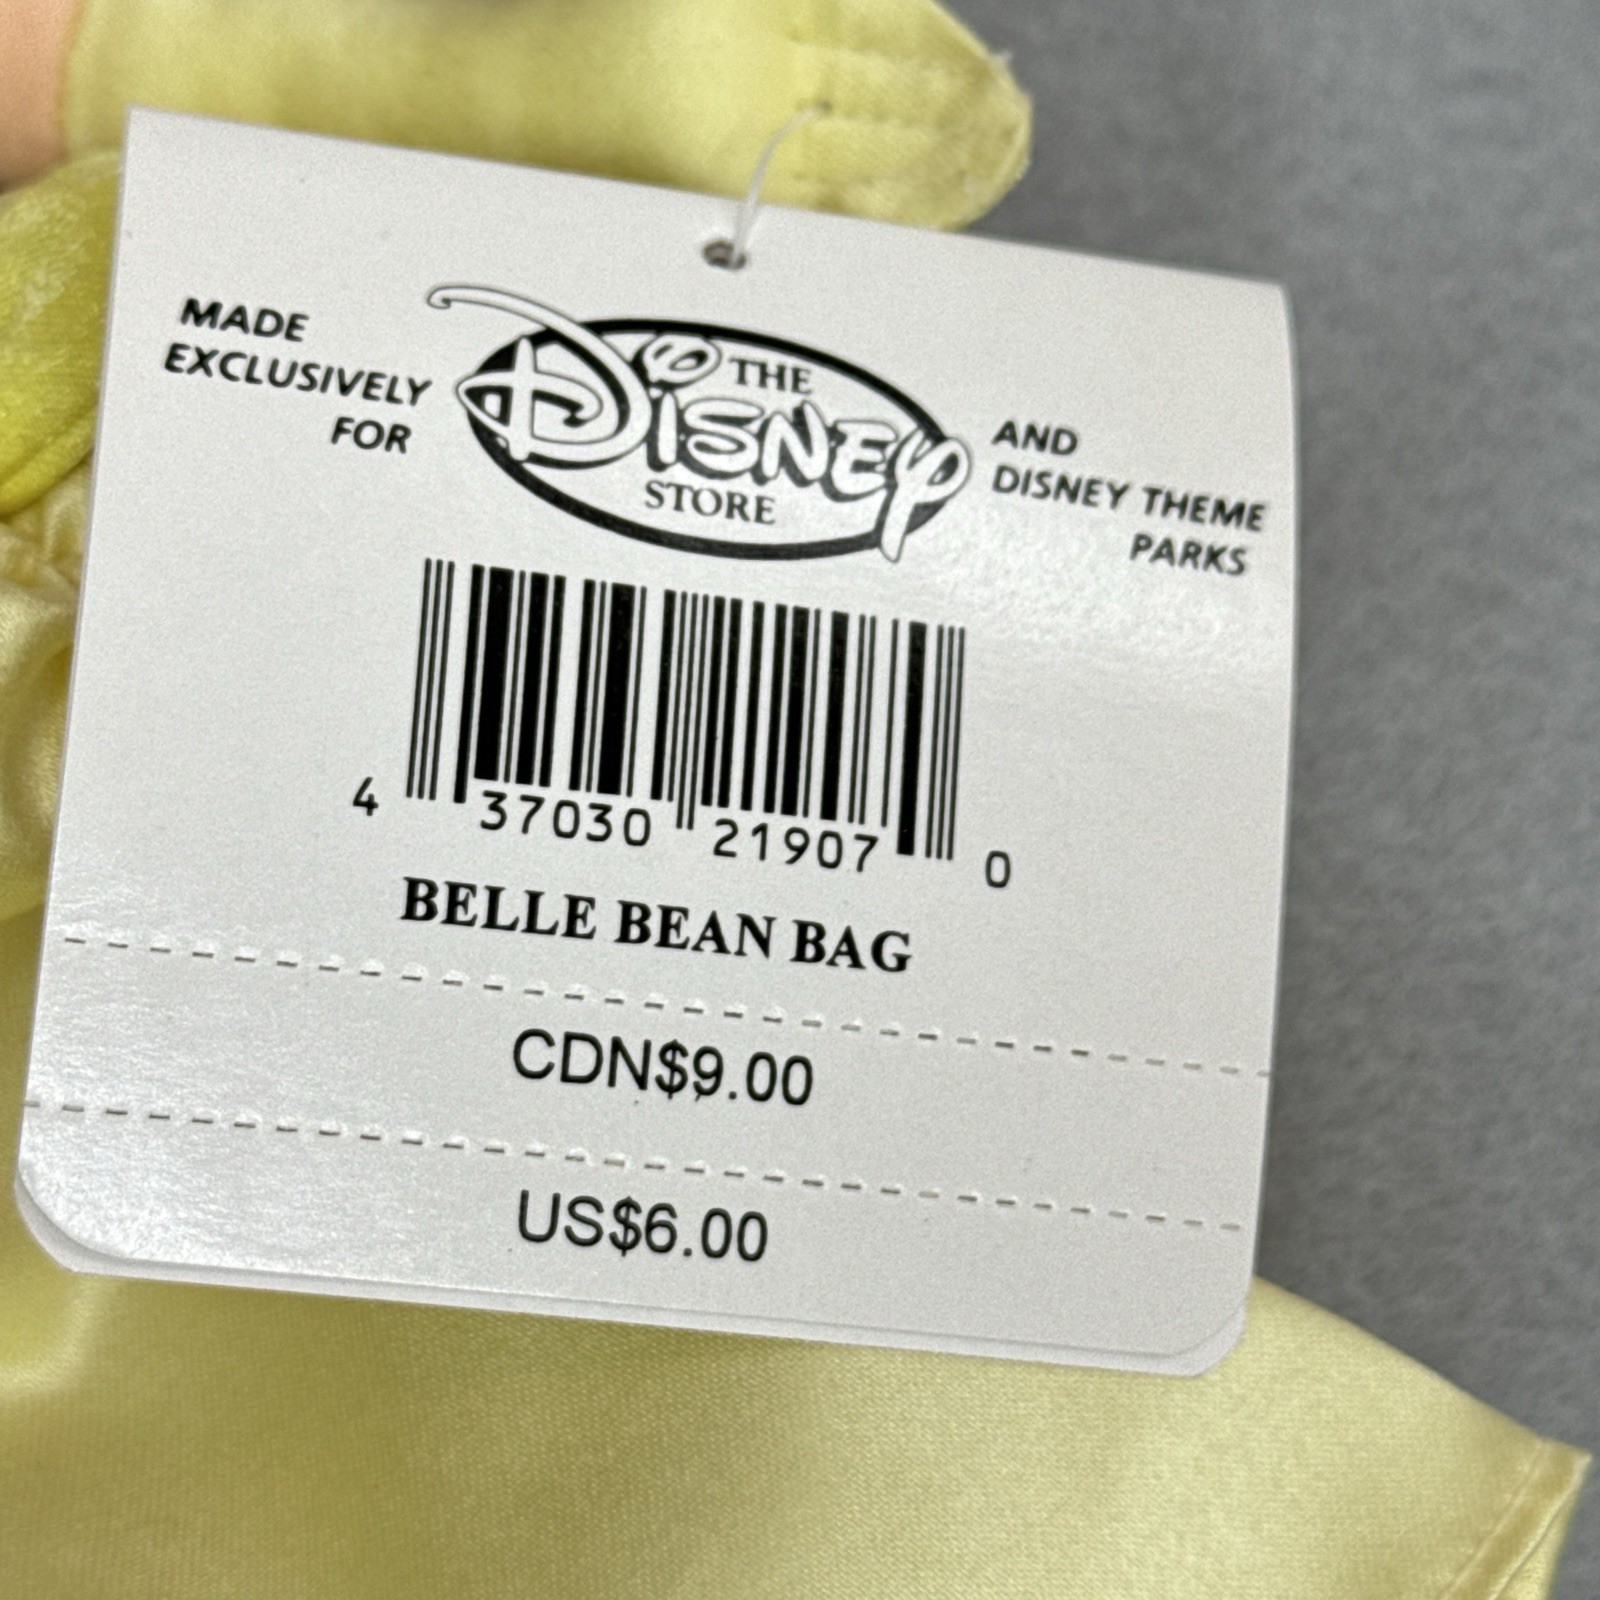 MADE
EXCLUSIVELY
FOR
THE
DISNEY
STORE
AND
DISNEY THEME
PARKS
4 37030 21907 0
BELLE BEAN BAG
CDN$9.00
US$6.00